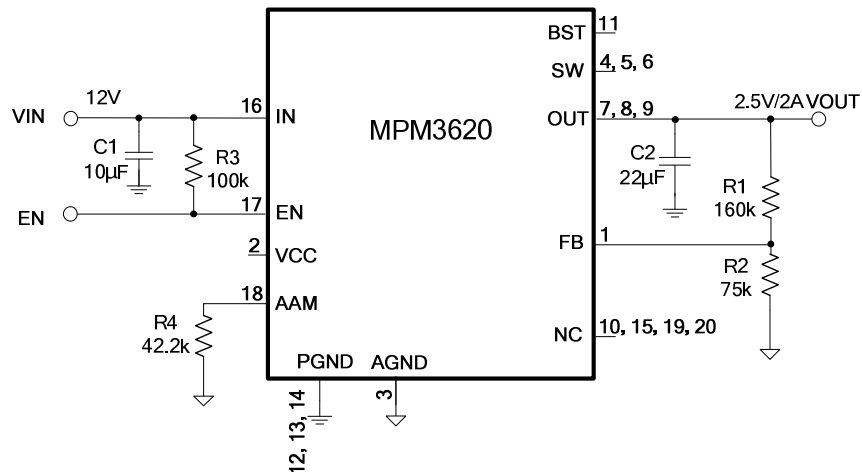 BST
11
SW
4, 5, 6
VIN
12V
16
IN
MPM3620
OUT
7, 8, 9
2.5V/2A VOUT
C1
10µF
R3
100k
C2
22µF
R1
160k
EN
17
EN
FB
1
2
VCC
R2
75k
18
AAM
R4
42.2k
NC
10, 15, 19, 20
PGND
AGND
12, 13, 14
3